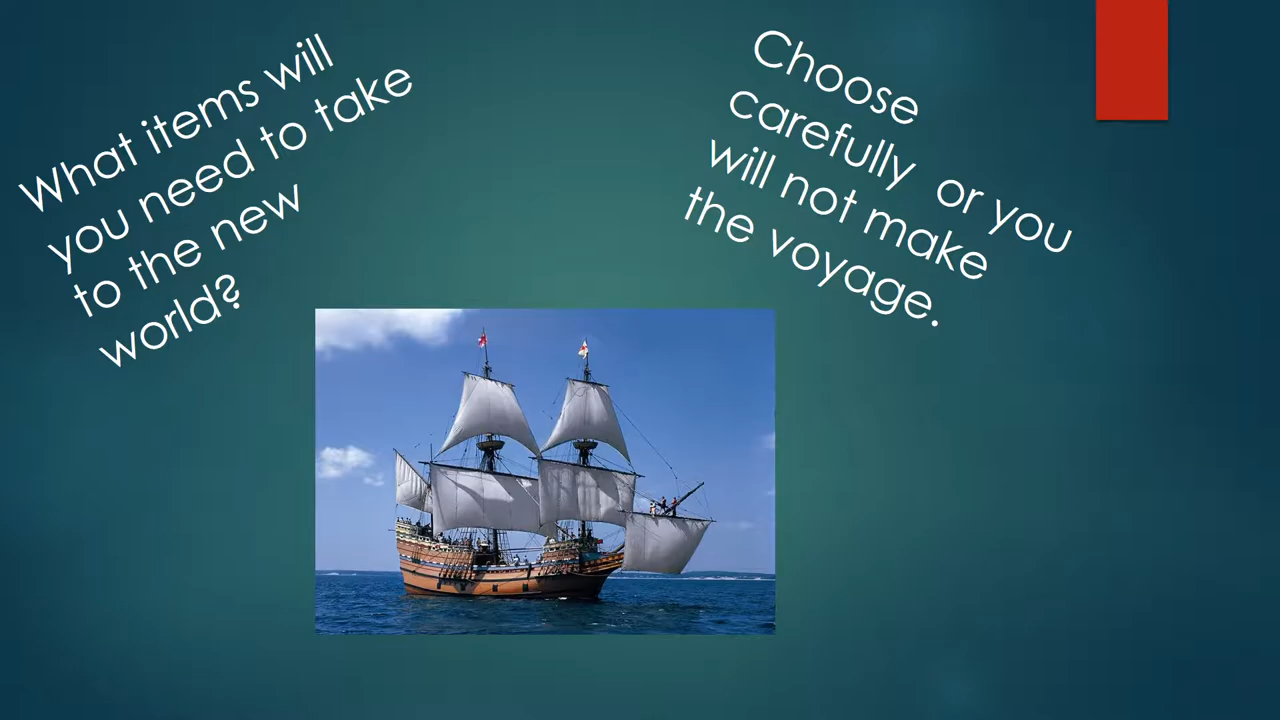 What items will
you need to take
to the new
world?
Choose
carefully or you
will not make
the voyage.